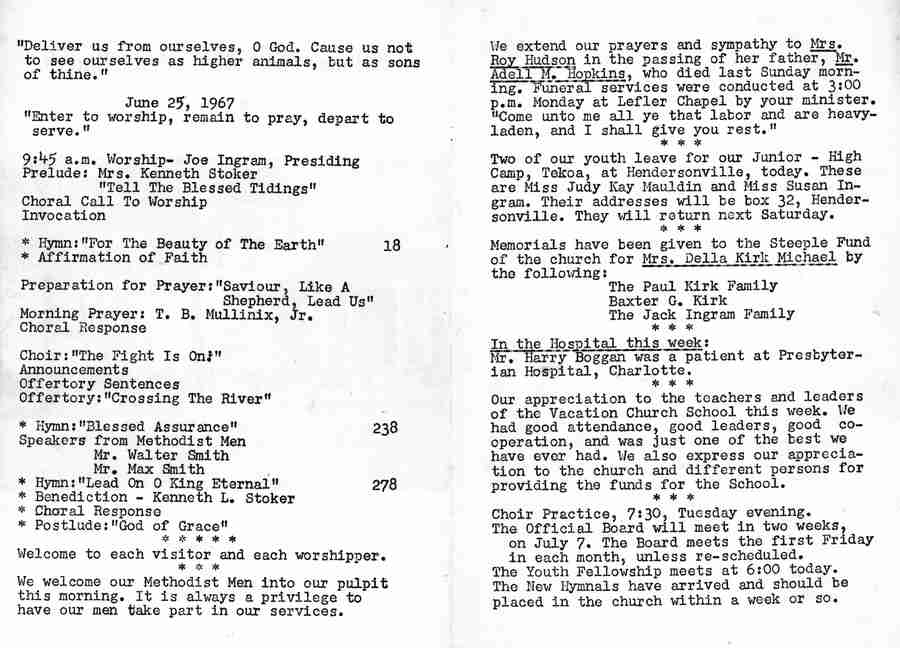 "Deliver us from ourselves, O God. Cause us not
to see ourselves as higher animals, but as sons
of thine."
June 25, 1967
"Enter to worship, remain to pray, depart to
serve."
9:45 a.m. Worship- Joe Ingram, Presiding
Prelude: Mrs. Kenneth Stoker
"Tell The Blessed Tidings"
Choral Call To Worship
Invocation
* Hymn:"For The Beauty of The Earth" 18
* Affirmation of Faith
Preparation for Prayer:"Saviour, Like A
Shepherd, Lead Us"
Morning Prayer: T. B. Mullinix, Jr.
Choral Response
Choir:"The Fight Is On!"
Announcements
Offertory Sentences
Offertory:"Crossing The River"
* Hymn:"Blessed Assurance" 238
Speakers from Methodist Men
Mr. Walter Smith
Mr. Max Smith
* Hymn:"Lead On O King Eternal" 278
* Benediction - Kenneth L. Stoker
* Choral Response
* Postlude:"God of Grace"
* * * * *
Welcome to each visitor and each worshipper.
* * *
We welcome our Methodist Men into our pulpit
this morning. It is always a privilege to
have our men take part in our services.
We extend our prayers and sympathy to Mrs.
Roy Hudson in the passing of her father, Mr.
Adell M. Hopkins, who died last Sunday morn-
ing. Funeral services were conducted at 3:00
p.m. Monday at Lefler Chapel by your minister.
"Come unto me all ye that labor and are heavy-
laden, and I shall give you rest."
* * *
Two of our youth leave for our Junior - High
Camp, Tekoa, at Hendersonville, today. These
are Miss Judy Kay Mauldin and Miss Susan In-
gram. Their addresses will be box 32, Hender-
sonville. They will return next Saturday.
* * *
Memorials have been given to the Steeple Fund
of the church for Mrs. Della Kirk Michael by
the following:
The Paul Kirk Family
Baxter G. Kirk
The Jack Ingram Family
* * *
In the Hospital this week:
Mr. Harry Boggan was a patient at Presbyter-
ian Hospital, Charlotte.
* * *
Our appreciation to the teachers and leaders
of the Vacation Church School this week. We
had good attendance, good leaders, good co-
operation, and was just one of the best we
have ever had. We also express our apprecia-
tion to the church and different persons for
providing the funds for the School.
* * *
Choir Practice, 7:30, Tuesday evening.
The Official Board will meet in two weeks,
on July 7. The Board meets the first Friday
in each month, unless re-scheduled.
The Youth Fellowship meets at 6:00 today.
The New Hymnals have arrived and should be
placed in the church within a week or so.